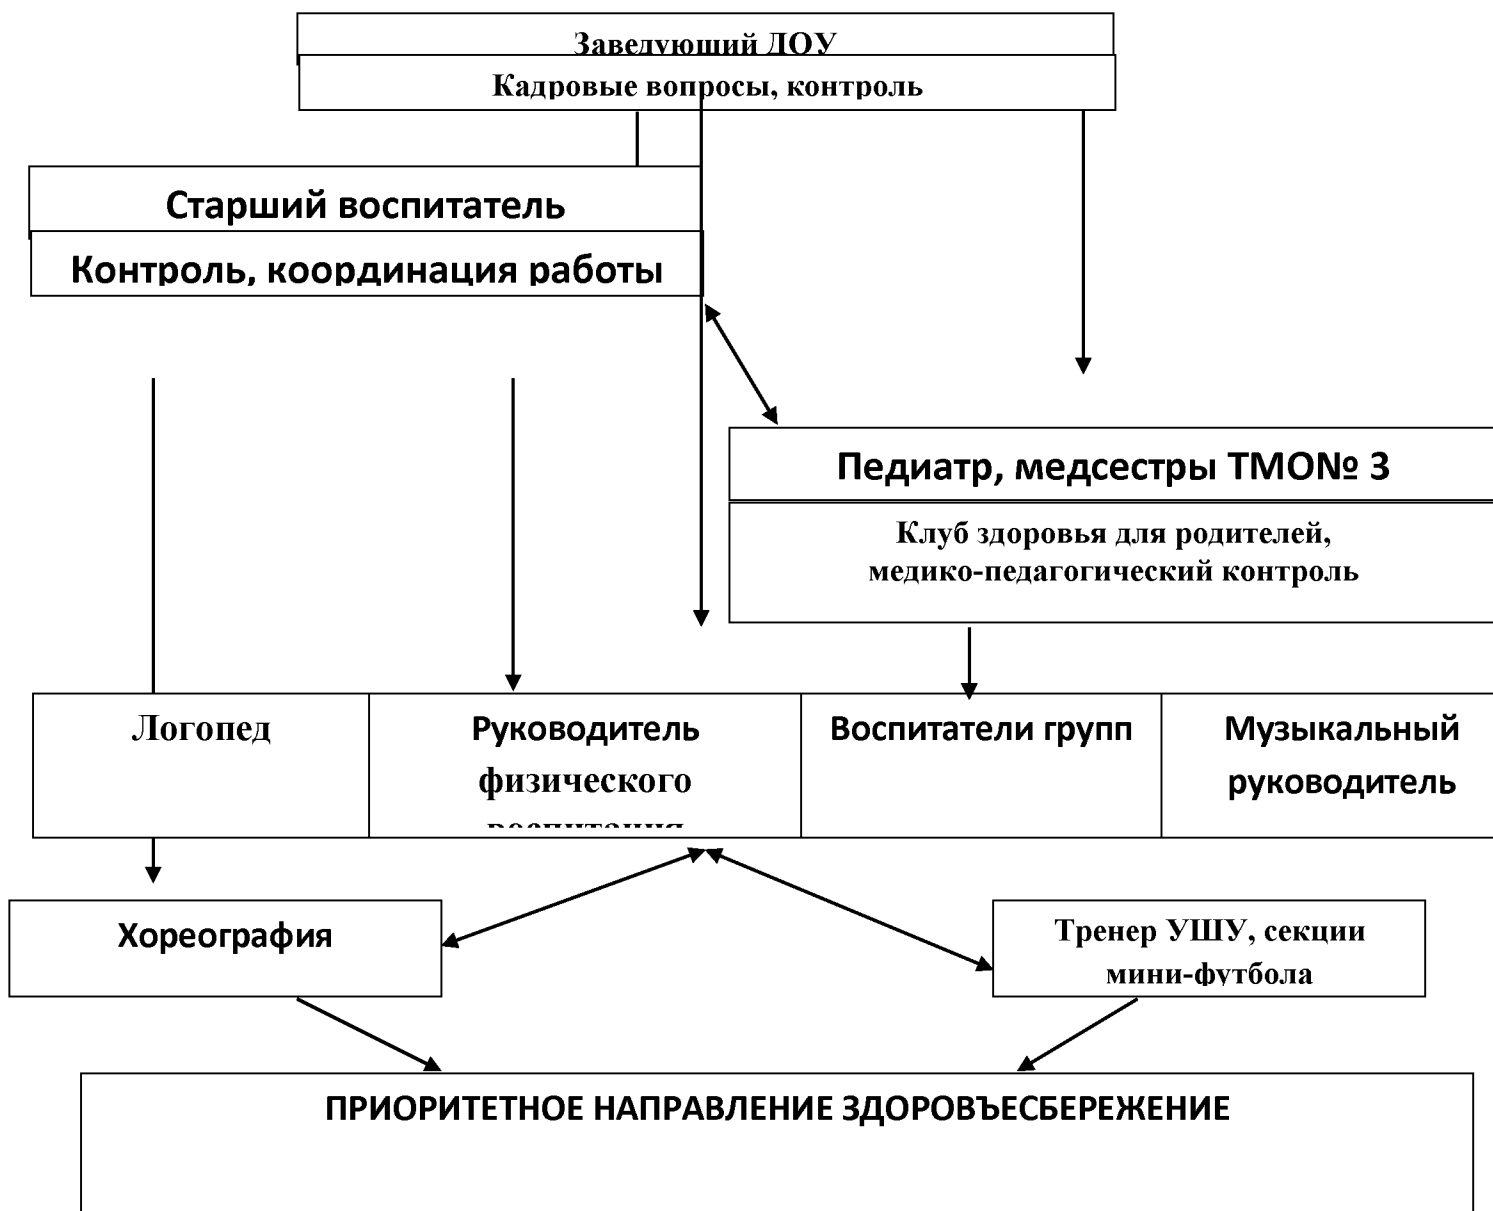 Заведующий ДОУ
Кадровые вопросы, контроль
Старший воспитатель
Контроль, координация работы
Педиатр, медсестры ТМО№ 3
Клуб здоровья для родителей,
медико-педагогический контроль
Логопед
Руководитель
физического
воспитания
Воспитатели групп
Музыкальный
руководитель
Хореография
Тренер УШУ, секции
мини-футбола
ПРИОРИТЕТНОЕ НАПРАВЛЕНИЕ ЗДОРОВЪЕСБЕРЕЖЕНИЕ